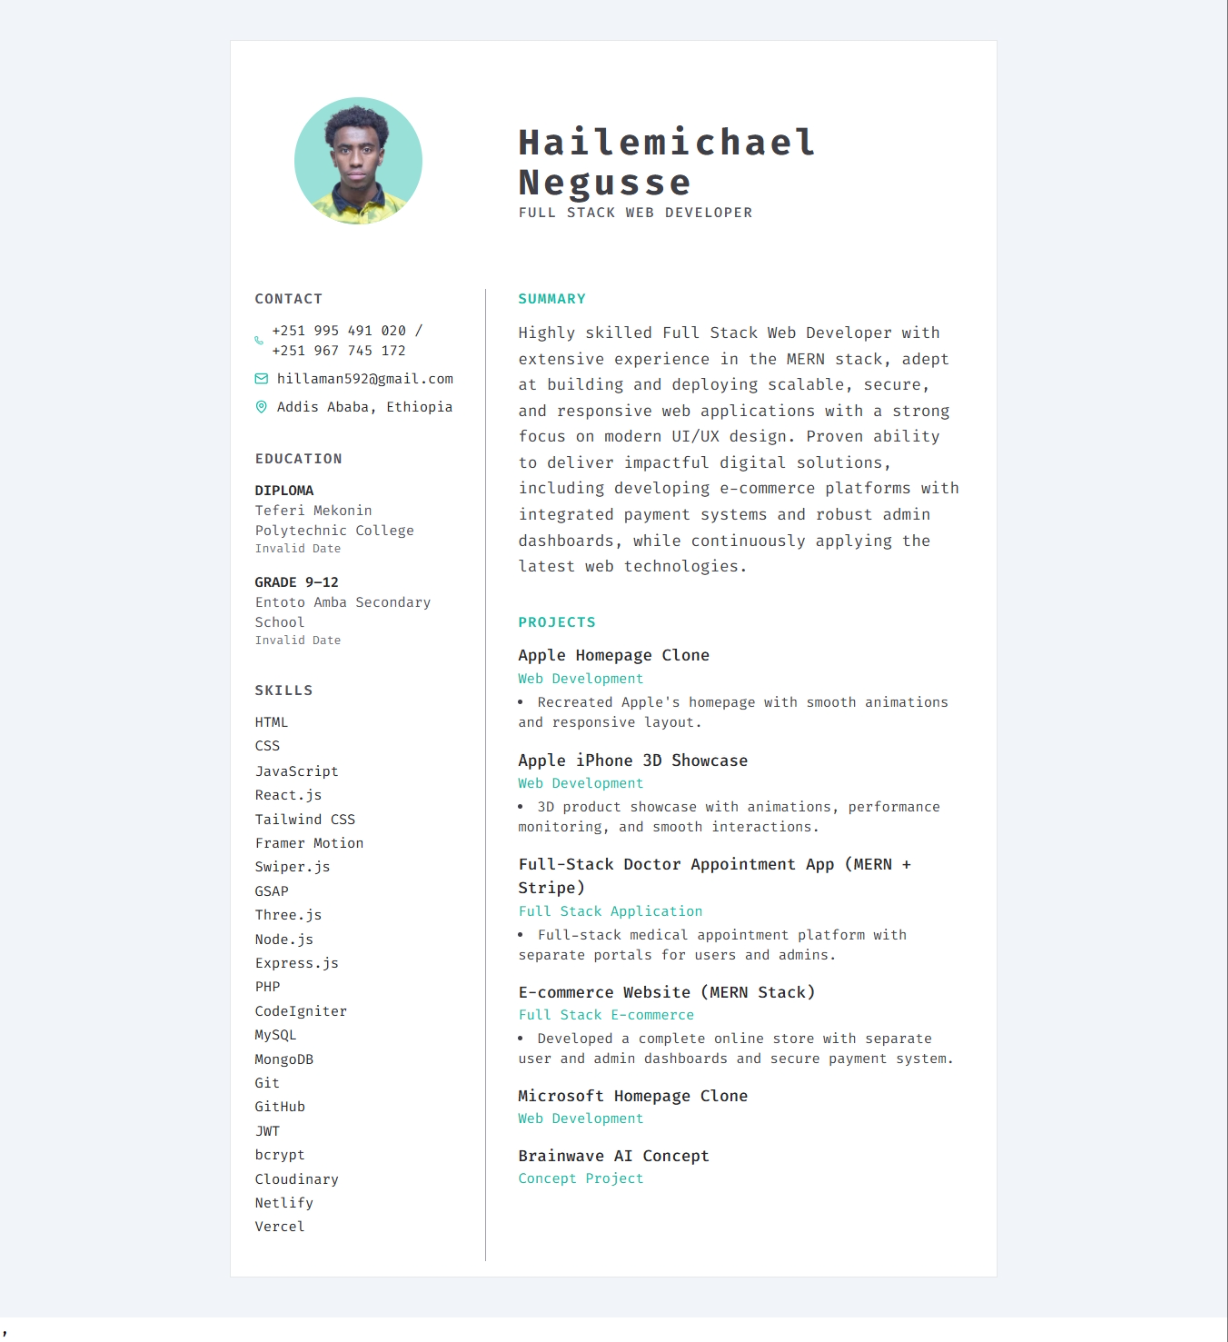 Hailemichael
Negusse
FULL STACK WEB DEVELOPER
CONTACT
+251 995 491 020 /
+251 967 745 172
hillaman592@gmail.com
Addis Ababa, Ethiopia
EDUCATION
DIPLOMA
Teferi Mekonin
Polytechnic College
Invalid Date
GRADE 9–12
Entoto Amba Secondary
School
Invalid Date
SKILLS
HTML
CSS
JavaScript
React.js
Tailwind CSS
Framer Motion
Swiper.js
GSAP
Three.js
Node.js
Express.js
PHP
CodeIgniter
MySQL
MongoDB
Git
GitHub
JWT
bcrypt
Cloudinary
Netlify
Vercel
SUMMARY
Highly skilled Full Stack Web Developer with
extensive experience in the MERN stack, adept
at building and deploying scalable, secure,
and responsive web applications with a strong
focus on modern UI/UX design. Proven ability
to deliver impactful digital solutions,
including developing e-commerce platforms with
integrated payment systems and robust admin
dashboards, while continuously applying the
latest web technologies.
PROJECTS
Apple Homepage Clone
Web Development
• Recreated Apple's homepage with smooth animations
and responsive layout.
Apple iPhone 3D Showcase
Web Development
• 3D product showcase with animations, performance
monitoring, and smooth interactions.
Full-Stack Doctor Appointment App (MERN +
Stripe)
Full Stack Application
• Full-stack medical appointment platform with
separate portals for users and admins.
E-commerce Website (MERN Stack)
Full Stack E-commerce
• Developed a complete online store with separate
user and admin dashboards and secure payment system.
Microsoft Homepage Clone
Web Development
Brainwave AI Concept
Concept Project
,